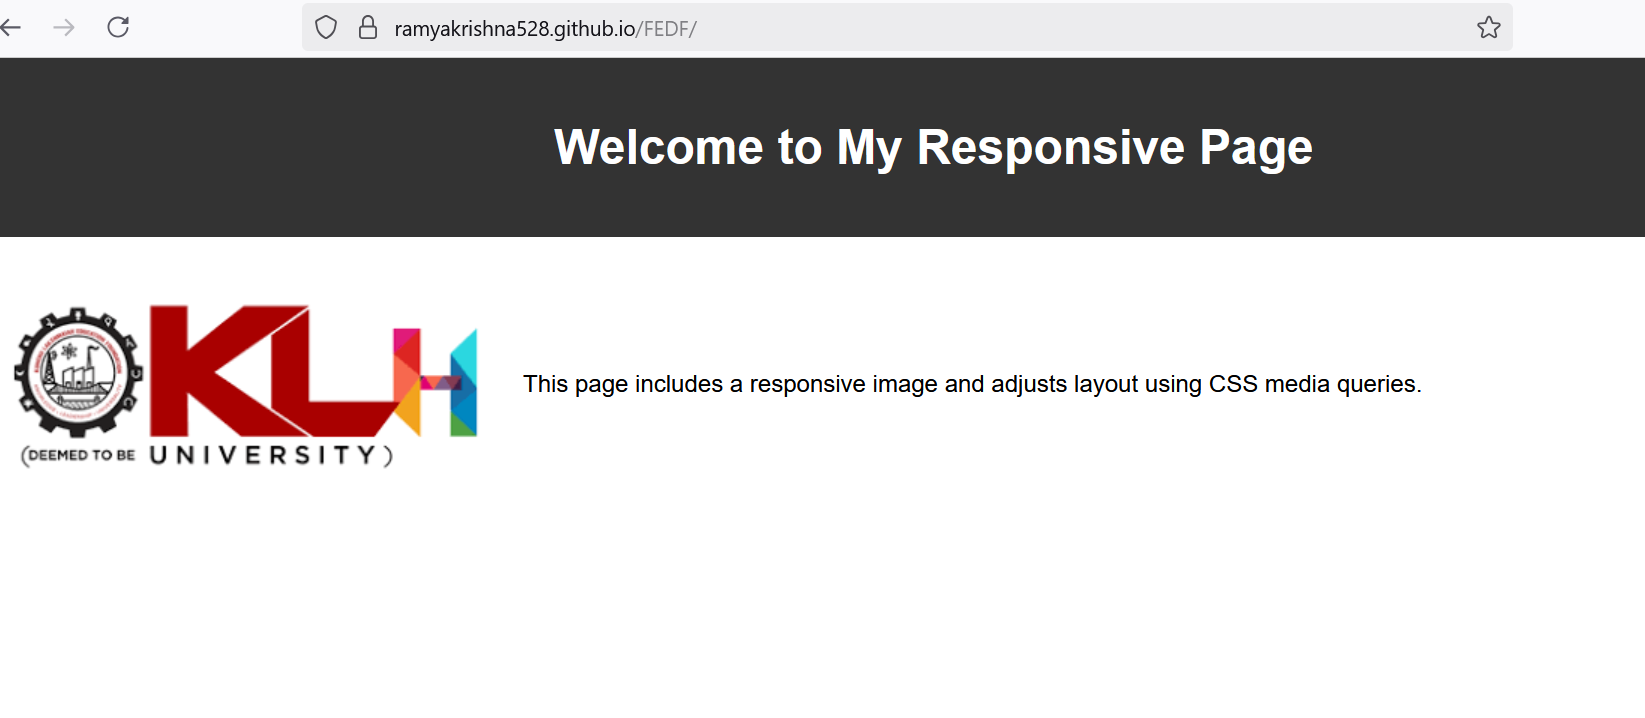 ramyakrishna528.github.io/FEDF/
Welcome to My Responsive Page
KLH
(DEEMED TO BE UNIVERSITY)
This page includes a responsive image and adjusts layout using CSS media queries.